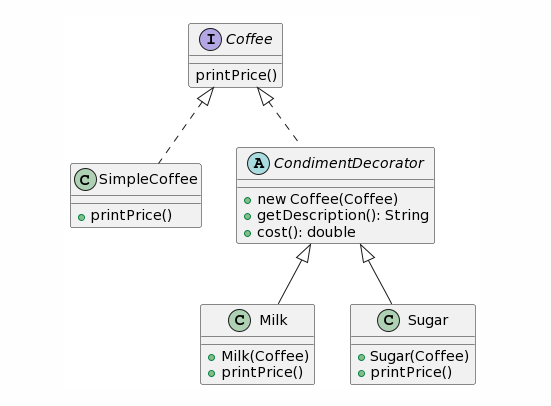 I Coffee
printPrice()
C SimpleCoffee
printPrice()
A CondimentDecorator
new Coffee(Coffee)
getDescription(): String
cost(): double
C Milk
Milk(Coffee)
printPrice()
C Sugar
Sugar(Coffee)
printPrice()